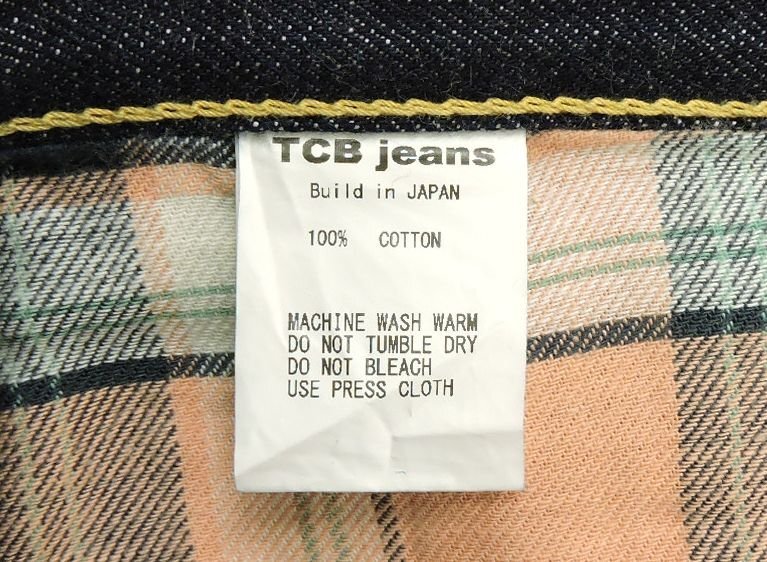 TCB jeans
Build in JAPAN
100% COTTON
MACHINE WASH WARM
DO NOT TUMBLE DRY
DO NOT BLEACH
USE PRESS CLOTH